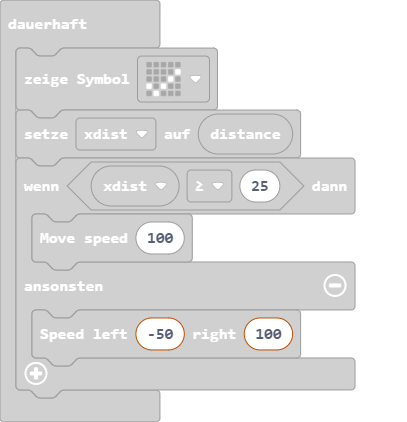 dauerhaft
zeige Symbol
setze xdist auf distance
wenn xdist ≥ 25 dann
Move speed 100
ansonsten
Speed left -50 right 100